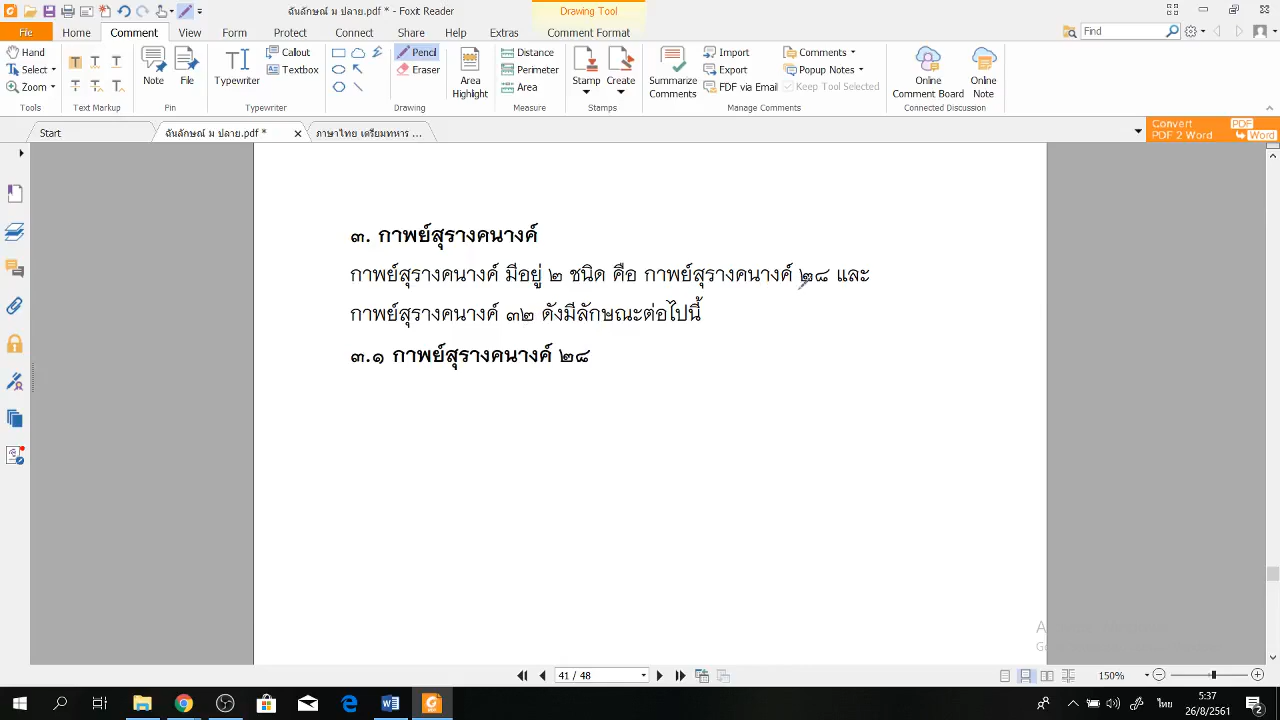 ฉันลักษณ์ ม ปลาย.pdf * - Foxit Reader
Drawing Tool
File Home Comment View Form Protect Connect Share Help Extras Comment Format
Find
Hand
Select
Zoom
Tools
Text Markup
Note
File
Pin
Typewriter
Callout
Textbox
Typewriter
Pencil
Eraser
Drawing
Area Highlight
Distance
Perimeter
Area
Measure
Stamp
Create
Stamps
Summarize Comments
Import
Export
FDF via Email
Comments
Popup Notes
Keep Tool Selected
Manage Comments
Online Comment Board
Online Note
Connected Discussion
Start
ฉันลักษณ์ ม ปลาย.pdf *
ภาษาไทย เตรียมทหาร ...
Convert PDF
PDF 2 Word Word
๓. กาพย์สุรางคนางค์
กาพย์สุรางคนางค์ มีอยู่ ๒ ชนิด คือ กาพย์สุรางคนางค์ ๒๘ และ
กาพย์สุรางคนางค์ ๓๒ ดังมีลักษณะต่อไปนี้
๓.๑ กาพย์สุรางคนางค์ ๒๘
41 / 48
150%
ไทย
5:37
26/8/2561